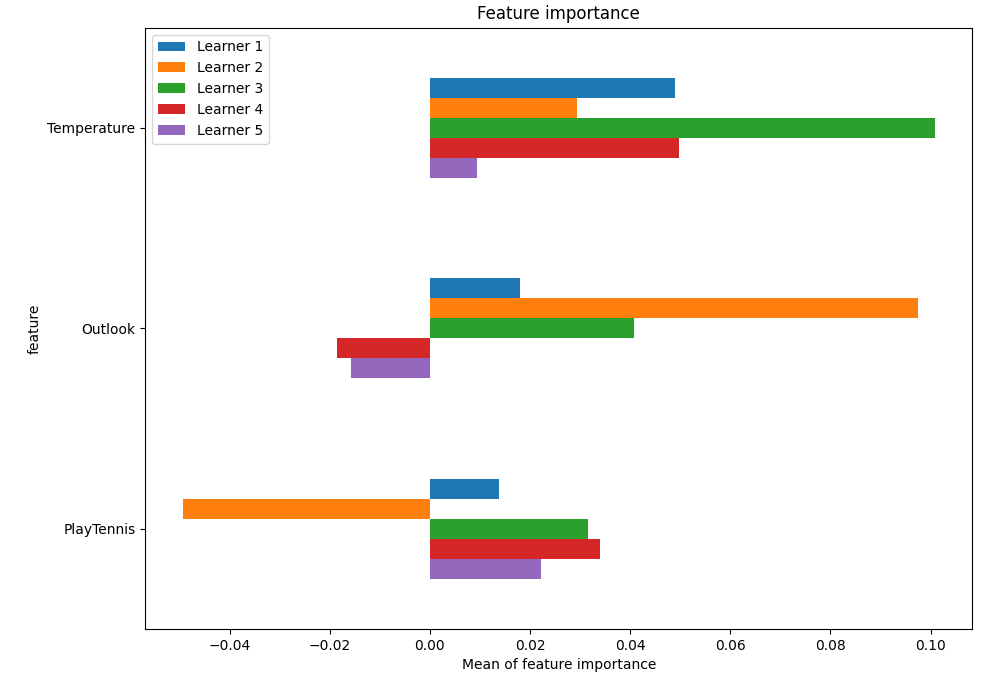 Feature importance
Learner 1
Learner 2
Learner 3
Learner 4
Learner 5
Temperature
Outlook
PlayTennis
feature
−0.04 −0.02 0.00 0.02 0.04 0.06 0.08 0.10
Mean of feature importance